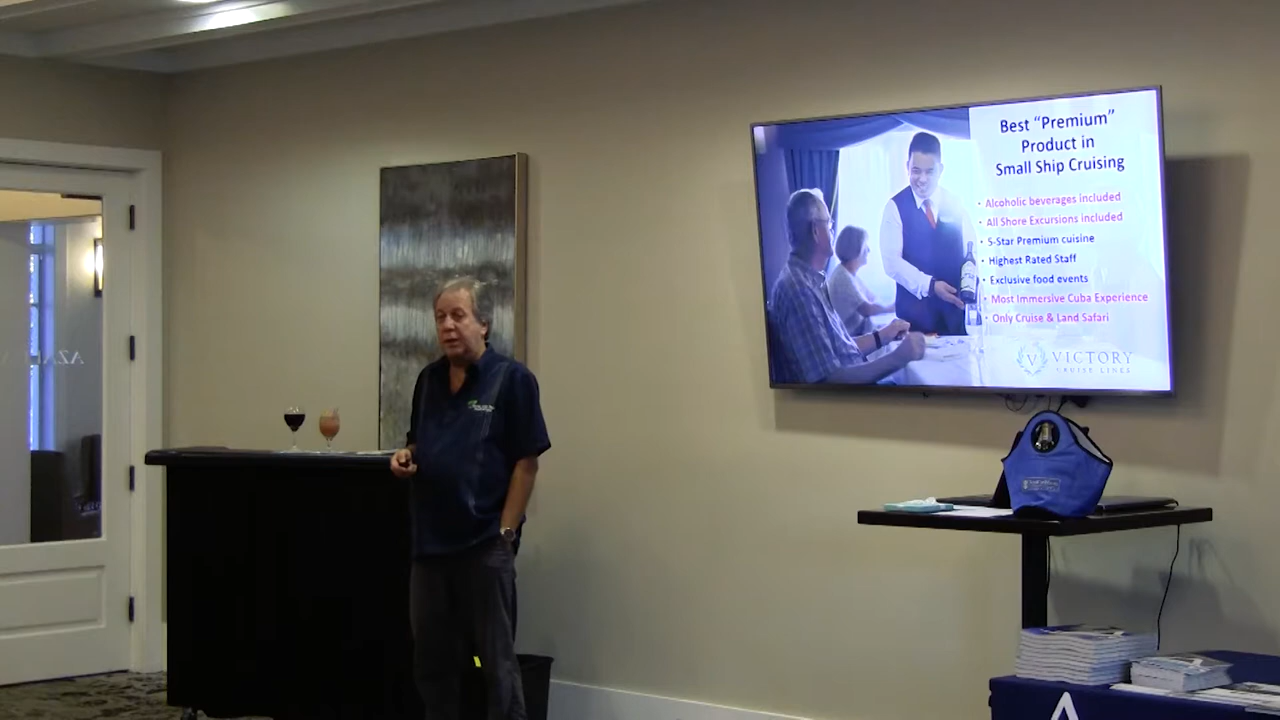 Best “Premium”
Product in
Small Ship Cruising
• Alcoholic beverages included
• All Shore Excursions included
• 5-Star Premium cuisine
• Highest Rated Staff
• Exclusive food events
• Most Immersive Cuba Experience
• Only Cruise & Land Safari
V VICTORY
CRUISE LINES